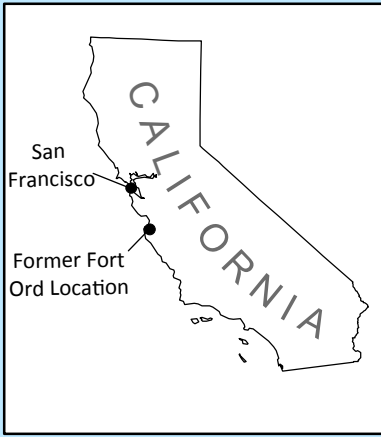 CALIFORNIA
San
Francisco
Former Fort
Ord Location